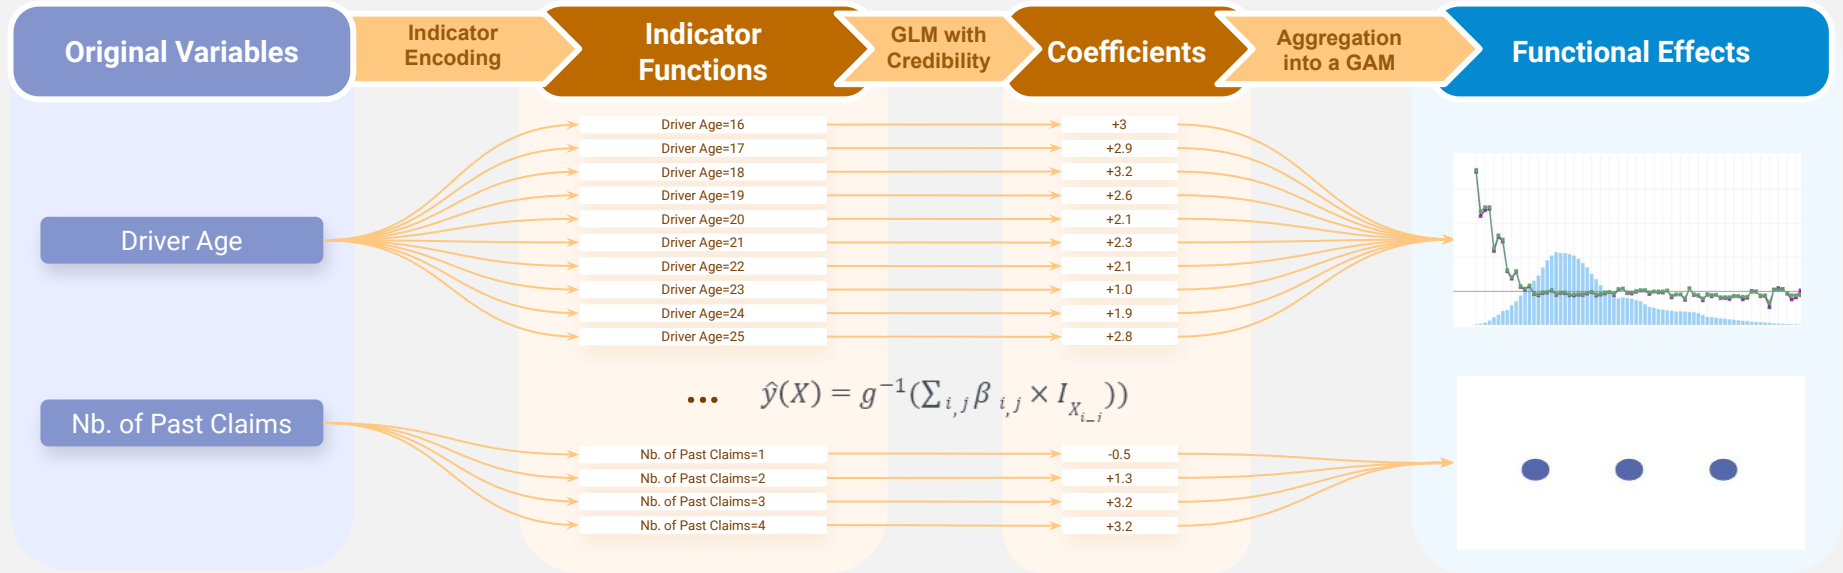 Original Variables
Indicator
Encoding
Indicator
Functions
GLM with
Credibility
Coefficients
Aggregation
into a GAM
Functional Effects
Driver Age
Driver Age=16
Driver Age=17
Driver Age=18
Driver Age=19
Driver Age=20
Driver Age=21
Driver Age=22
Driver Age=23
Driver Age=24
Driver Age=25
+3
+2.9
+3.2
+2.6
+2.1
+2.3
+2.1
+1.0
+1.9
+2.8
... ŷ(X) = g⁻¹(∑ᵢ,ⱼ β ᵢ,ⱼ × I_{X_{i–j}}))
Nb. of Past Claims
Nb. of Past Claims=1
Nb. of Past Claims=2
Nb. of Past Claims=3
Nb. of Past Claims=4
-0.5
+1.3
+3.2
+3.2